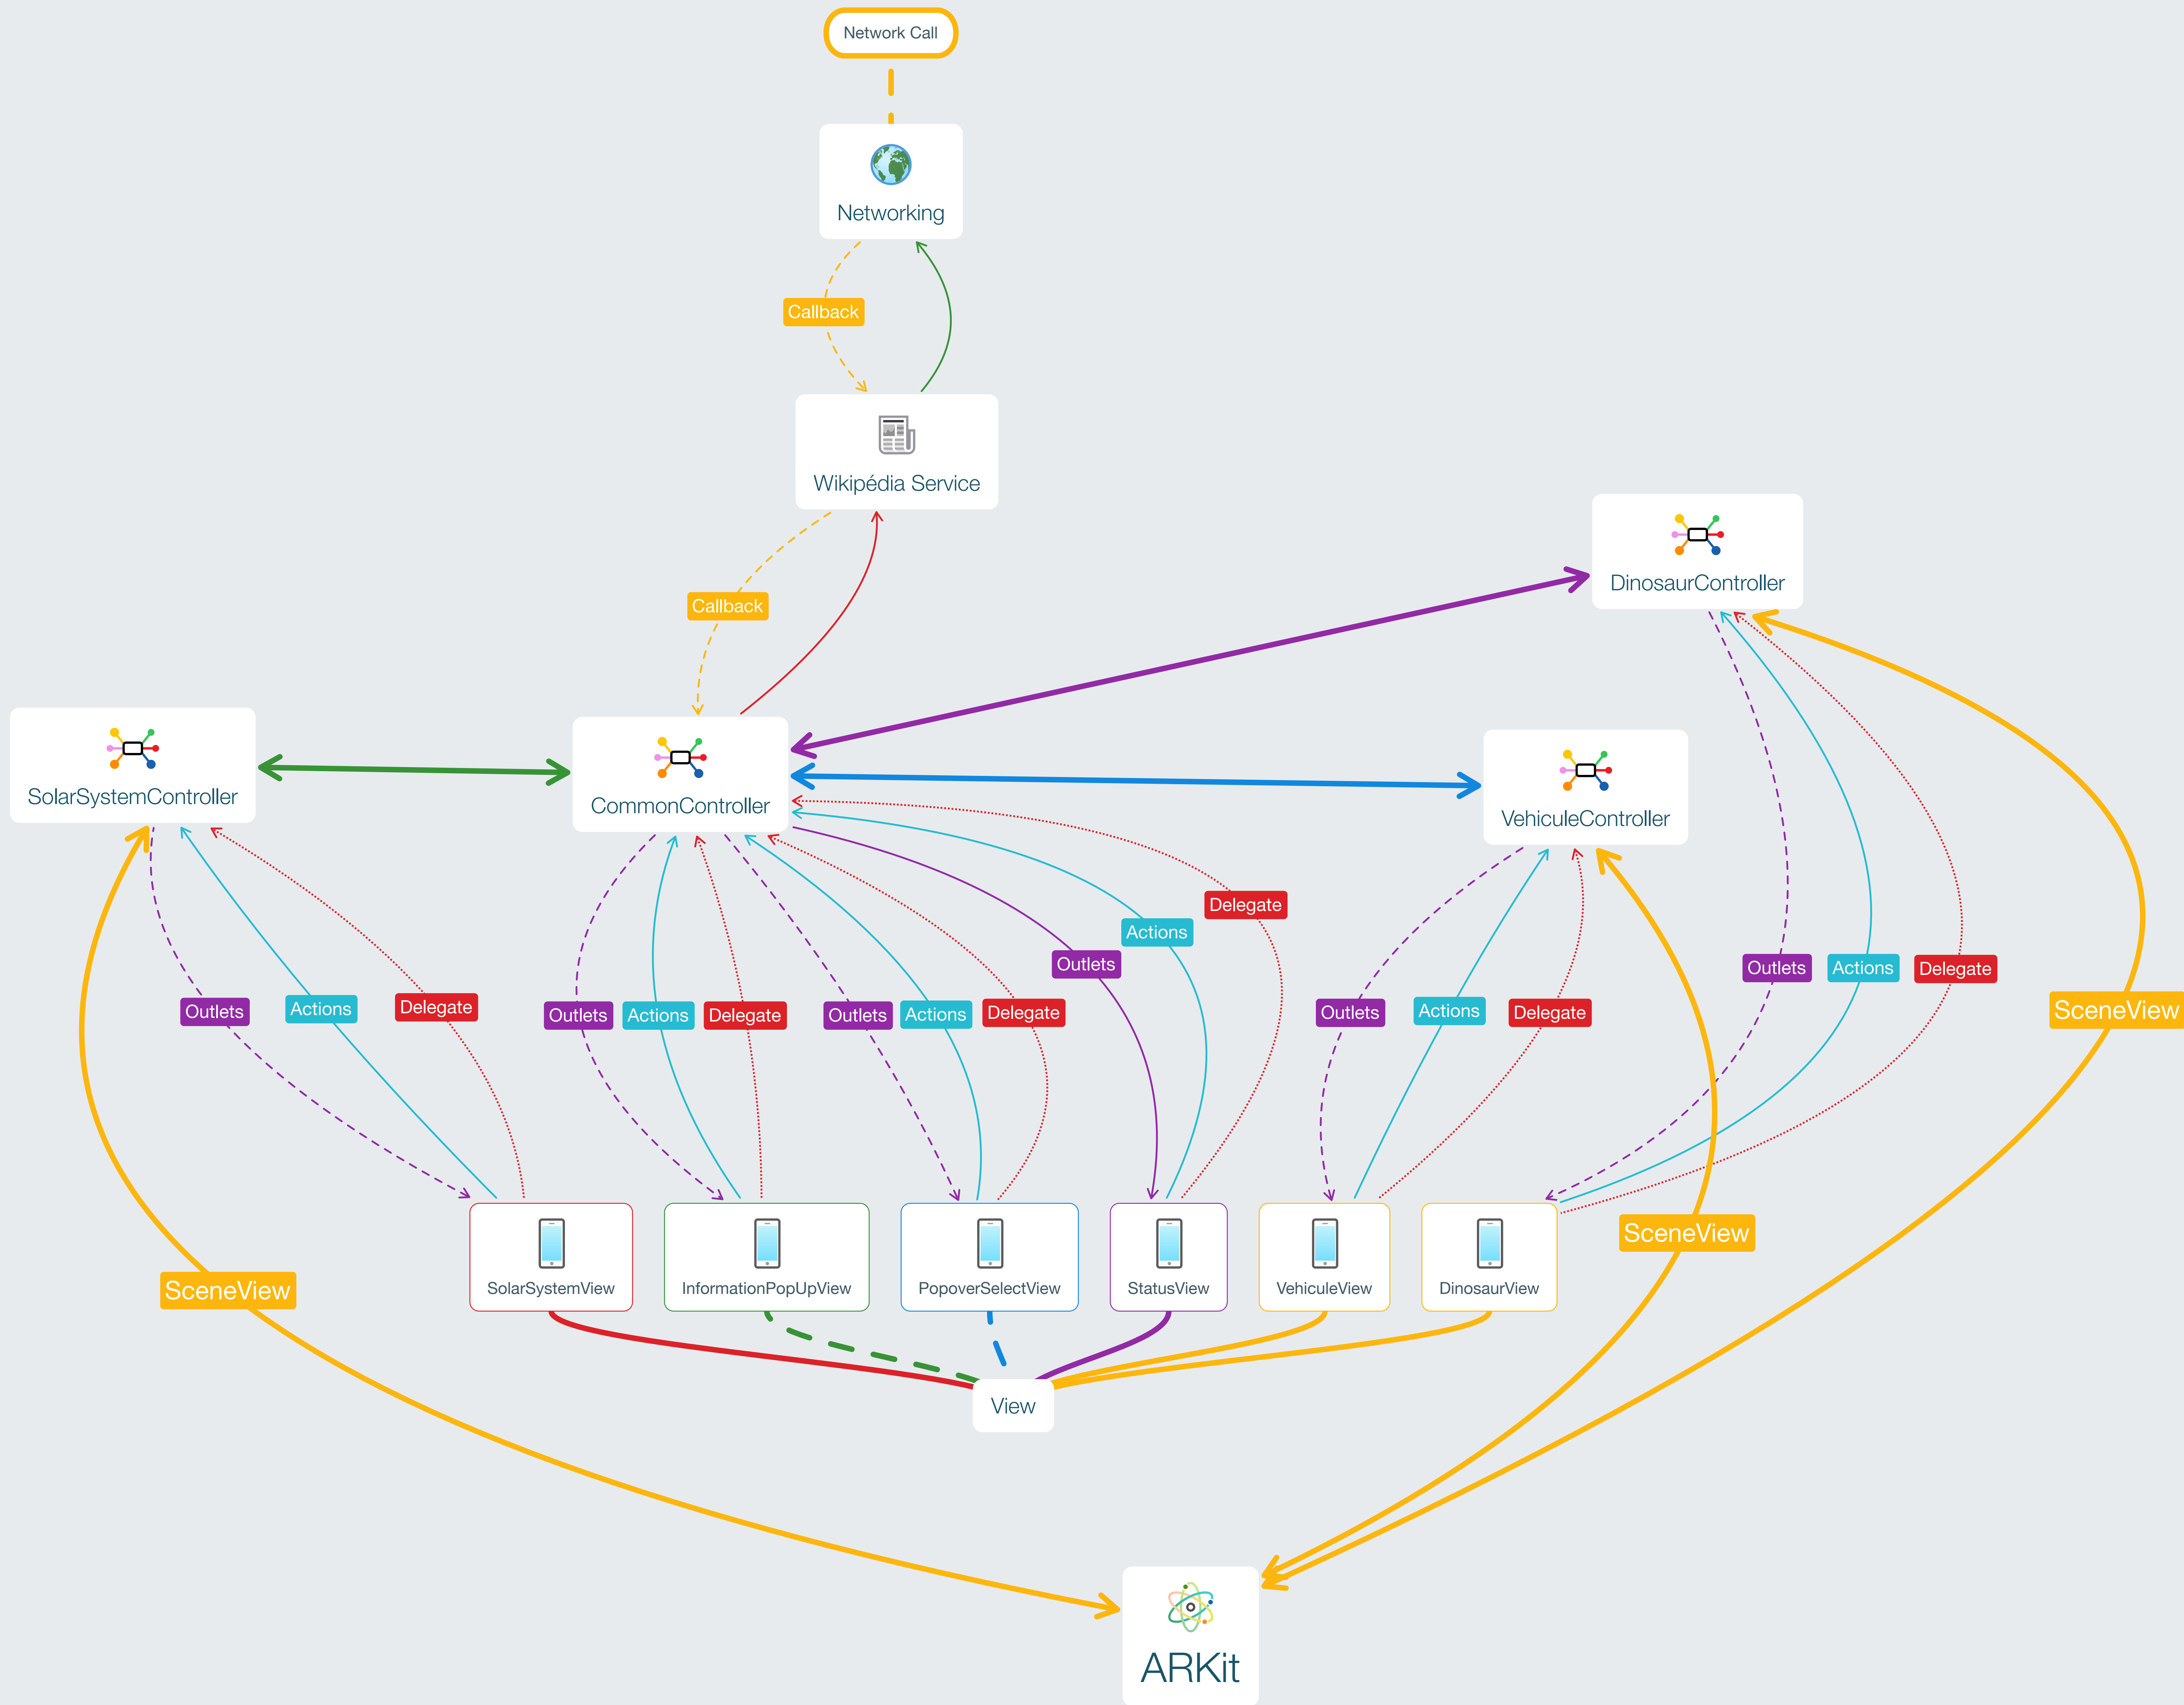 Network Call
Networking
Callback
Wikipédia Service
DinosaurController
Callback
SolarSystemController
CommonController
VehiculeController
Delegate
Actions
Outlets
Outlets
Actions
Delegate
Outlets
Actions
Delegate
Outlets
Actions
Delegate
Outlets
Actions
Delegate
Outlets
Actions
Delegate
SceneView
SceneView
SceneView
SolarSystemView
InformationPopUpView
PopoverSelectView
StatusView
VehiculeView
DinosaurView
View
ARKit